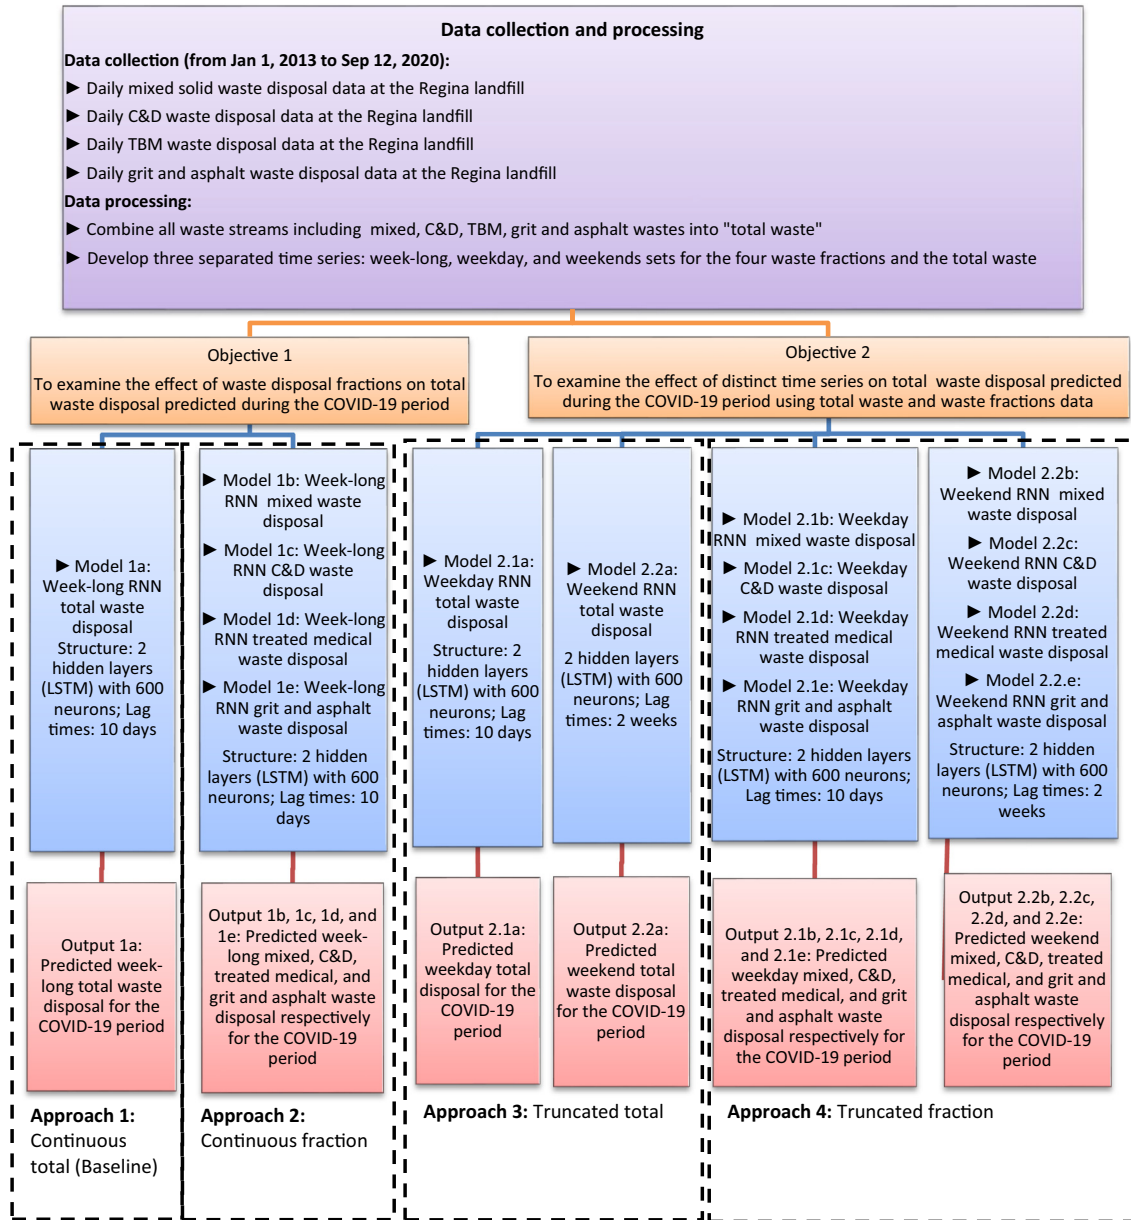 Data collection and processing
Data collection (from Jan 1, 2013 to Sep 12, 2020):
► Daily mixed solid waste disposal data at the Regina landfill
► Daily C&D waste disposal data at the Regina landfill
► Daily TBM waste disposal data at the Regina landfill
► Daily grit and asphalt waste disposal data at the Regina landfill
Data processing:
► Combine all waste streams including mixed, C&D, TBM, grit and asphalt wastes into "total waste"
► Develop three separated time series: week-long, weekday, and weekends sets for the four waste fractions and the total waste
Objective 1
To examine the effect of waste disposal fractions on total
waste disposal predicted during the COVID-19 period
Objective 2
To examine the effect of distinct time series on total waste disposal predicted
during the COVID-19 period using total waste and waste fractions data
► Model 1a:
Week-long RNN
total waste
disposal
Structure: 2
hidden layers
(LSTM) with 600
neurons; Lag
times: 10 days
► Model 1b: Week-long
RNN mixed waste
disposal
► Model 1c: Week-long
RNN C&D waste
disposal
► Model 1d: Week-long
RNN treated medical
waste disposal
► Model 1e: Week-long
RNN grit and asphalt
waste disposal
Structure: 2 hidden
layers (LSTM) with 600
neurons; Lag times: 10
days
► Model 2.1a:
Weekday RNN
total waste
disposal
Structure: 2
hidden layers
(LSTM) with 600
neurons; Lag
times: 10 days
► Model 2.2a:
Weekend RNN
total waste
disposal
2 hidden layers
(LSTM) with 600
neurons; Lag
times: 2 weeks
► Model 2.1b: Weekday
RNN mixed waste disposal
► Model 2.1c: Weekday
C&D waste disposal
► Model 2.1d: Weekday
RNN treated medical
waste disposal
► Model 2.1e: Weekday
RNN grit and asphalt
waste disposal
Structure: 2 hidden layers
(LSTM) with 600 neurons;
Lag times: 10 days
► Model 2.2b:
Weekend RNN mixed
waste disposal
► Model 2.2c:
Weekend RNN C&D
waste disposal
► Model 2.2d:
Weekend RNN treated
medical waste disposal
► Model 2.2.e:
Weekend RNN grit and
asphalt waste disposal
Structure: 2 hidden
layers (LSTM) with 600
neurons; Lag times: 2
weeks
Output 1a:
Predicted week-
long total waste
disposal for the
COVID-19 period
Output 1b, 1c, 1d, and
1e: Predicted week-
long mixed, C&D,
treated medical, and
grit and asphalt waste
disposal respectively
for the COVID-19
period
Output 2.1a:
Predicted
weekday total
disposal for the
COVID-19
period
Output 2.2a:
Predicted
weekend total
waste disposal
for the COVID-19
period
Output 2.1b, 2.1c, 2.1d,
and 2.1e: Predicted
weekday mixed, C&D,
treated medical, and grit
and asphalt waste
disposal respectively for
the COVID-19 period
Output 2.2b, 2.2c,
2.2d, and 2.2e:
Predicted weekend
mixed, C&D, treated
medical, and grit and
asphalt waste
disposal respectively
for the COVID-19
period
Approach 1:
Continuous
total (Baseline)
Approach 2:
Continuous fraction
Approach 3: Truncated total
Approach 4: Truncated fraction